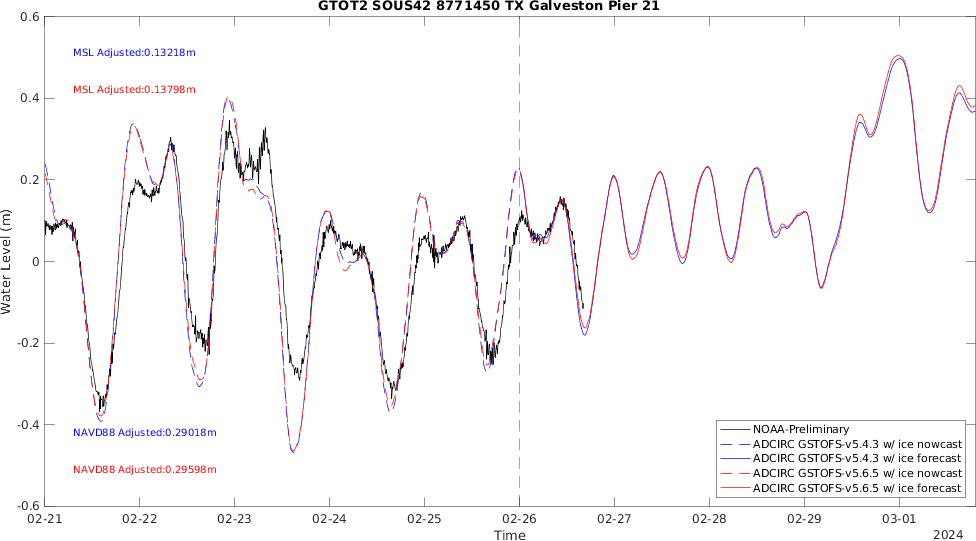 GTOT2 SOUS42 8771450 TX Galveston Pier 21
0.6
MSL Adjusted:0.13218m
MSL Adjusted:0.13798m
0.4
0.2
Water Level (m)
0
-0.2
-0.4
NAVD88 Adjusted:0.29018m
NAVD88 Adjusted:0.29598m
-0.6
NOAA-Preliminary
ADCIRC GSTOFS-v5.4.3 w/ ice nowcast
ADCIRC GSTOFS-v5.4.3 w/ ice forecast
ADCIRC GSTOFS-v5.6.5 w/ ice nowcast
ADCIRC GSTOFS-v5.6.5 w/ ice forecast
02-21 02-22 02-23 02-24 02-25 02-26 02-27 02-28 02-29 03-01
Time
2024